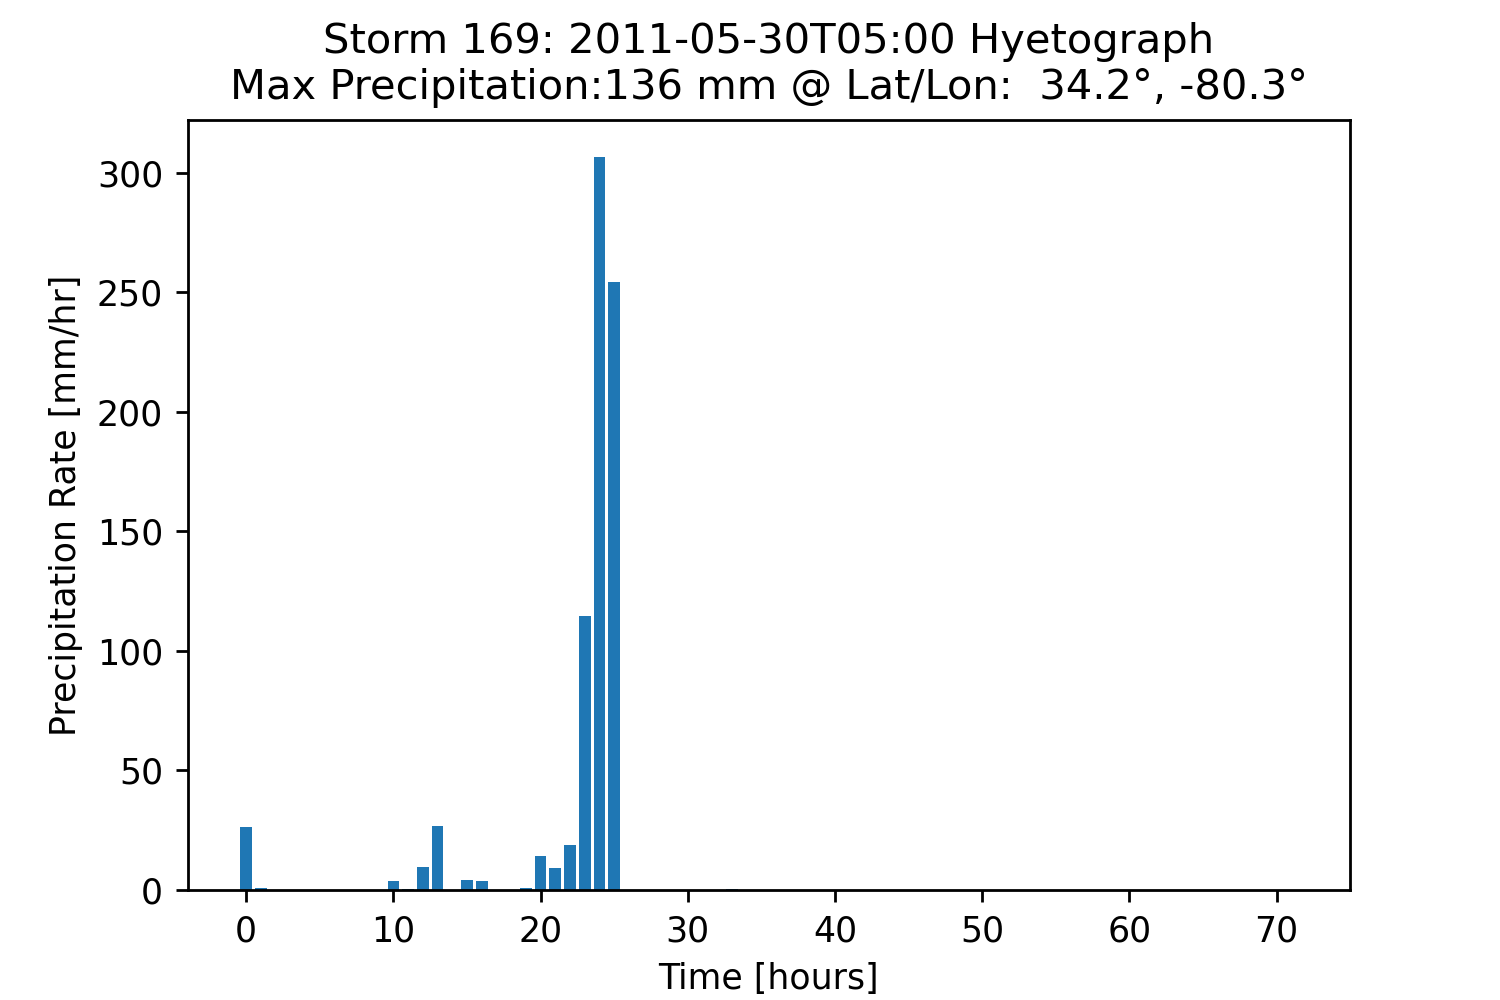 Storm 169: 2011-05-30T05:00 Hyetograph
Max Precipitation:136 mm @ Lat/Lon:  34.2°, -80.3°
Precipitation Rate [mm/hr]
300
250
200
150
100
50
0
0 10 20 30 40 50 60 70
Time [hours]